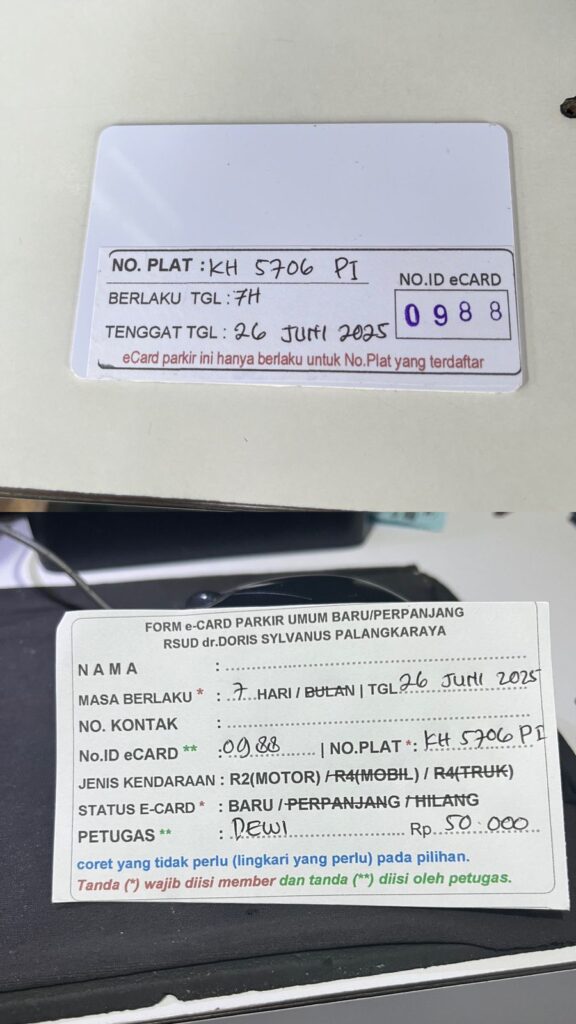 NO. PLAT : KH 5706 PI
NO.ID eCARD
BERLAKU TGL : 7H
0988
TENGGAT TGL : 26 JUNI 2025
eCard parkir ini hanya berlaku untuk No.Plat yang terdaftar
FORM e-CARD PARKIR UMUM BARU/PERPANJANG
RSUD dr.DORIS SYLVANUS PALANGKARAYA
NAMA :
MASA BERLAKU * : 7 HARI / BULAN | TGL 26 JUNI 2025
NO. KONTAK :
No.ID eCARD ** : 0988 | NO.PLAT *: KH 5706 PI
JENIS KENDARAAN : R2(MOTOR) / R4(MOBIL) / R4(TRUK)
STATUS E-CARD * : BARU / PERPANJANG / HILANG
PETUGAS ** : DEWI Rp 50.000
coret yang tidak perlu (lingkari yang perlu) pada pilihan.
Tanda (*) wajib diisi member dan tanda (**) diisi oleh petugas.